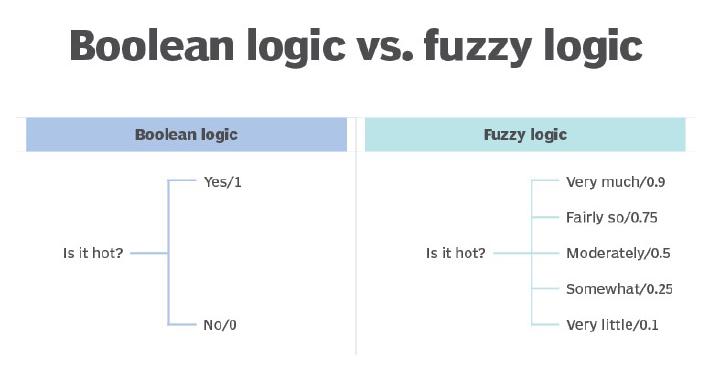 Boolean logic vs. fuzzy logic
Boolean logic
Is it hot?
Yes/1
No/0
Fuzzy logic
Is it hot?
Very much/0.9
Fairly so/0.75
Moderately/0.5
Somewhat/0.25
Very little/0.1